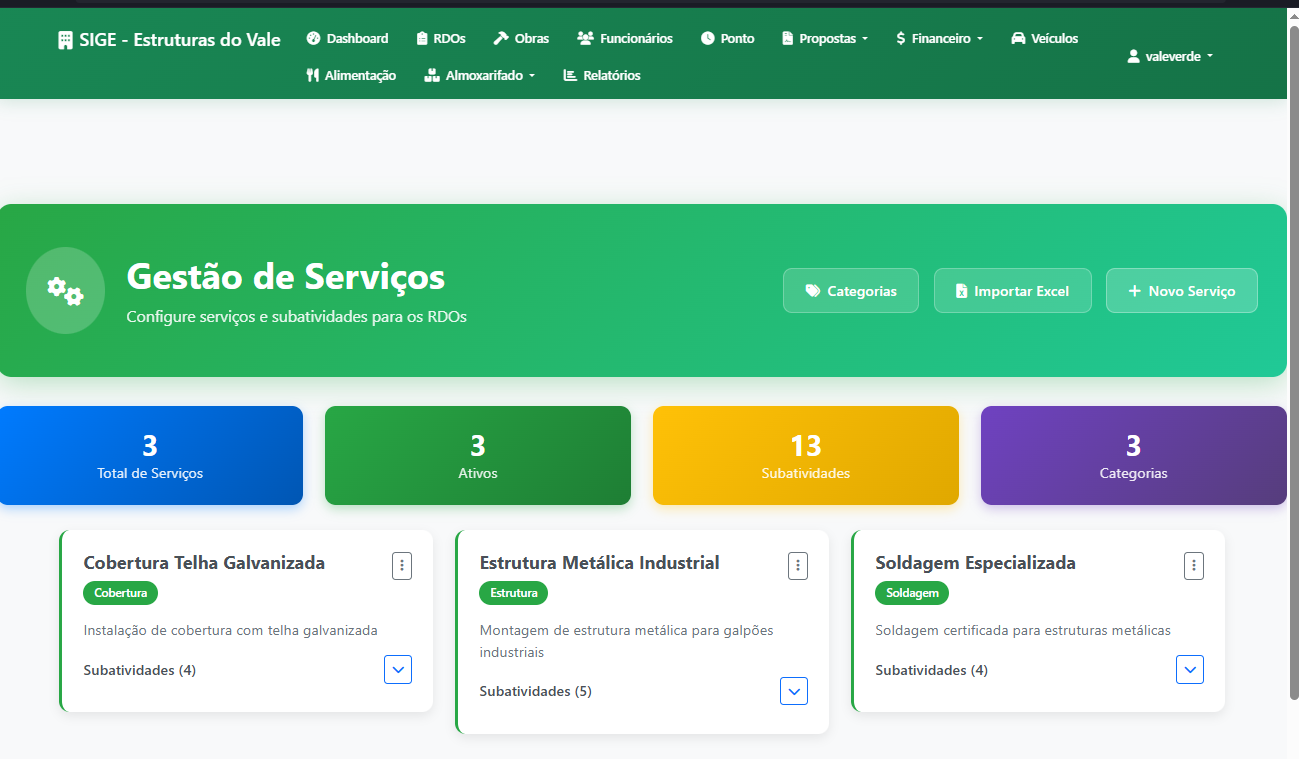 SIGE - Estruturas do Vale
Dashboard
RDOs
Obras
Funcionários
Ponto
Propostas
Financeiro
Veículos
Alimentação
Almoxarifado
Relatórios
valeverde
Gestão de Serviços
Configure serviços e subatividades para os RDOs
Categorias
Importar Excel
Novo Serviço
3
Total de Serviços
3
Ativos
13
Subatividades
3
Categorias
Cobertura Telha Galvanizada
Cobertura
Instalação de cobertura com telha galvanizada
Subatividades (4)
Estrutura Metálica Industrial
Estrutura
Montagem de estrutura metálica para galpões
industriais
Subatividades (5)
Soldagem Especializada
Soldagem
Soldagem certificada para estruturas metálicas
Subatividades (4)